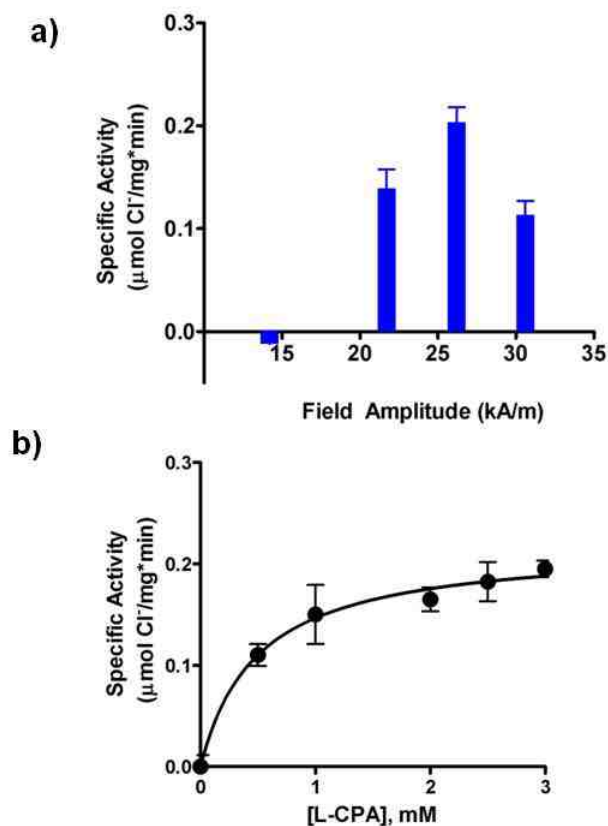 a)
Specific Activity
(μmol Cl⁻/mg*min)
0.3
0.2
0.1
0.0
15 20 25 30 35
Field Amplitude (kA/m)
b)
Specific Activity
(μmol Cl⁻/mg*min)
0.3
0.2
0.1
0.0
0 1 2 3
[L-CPA], mM